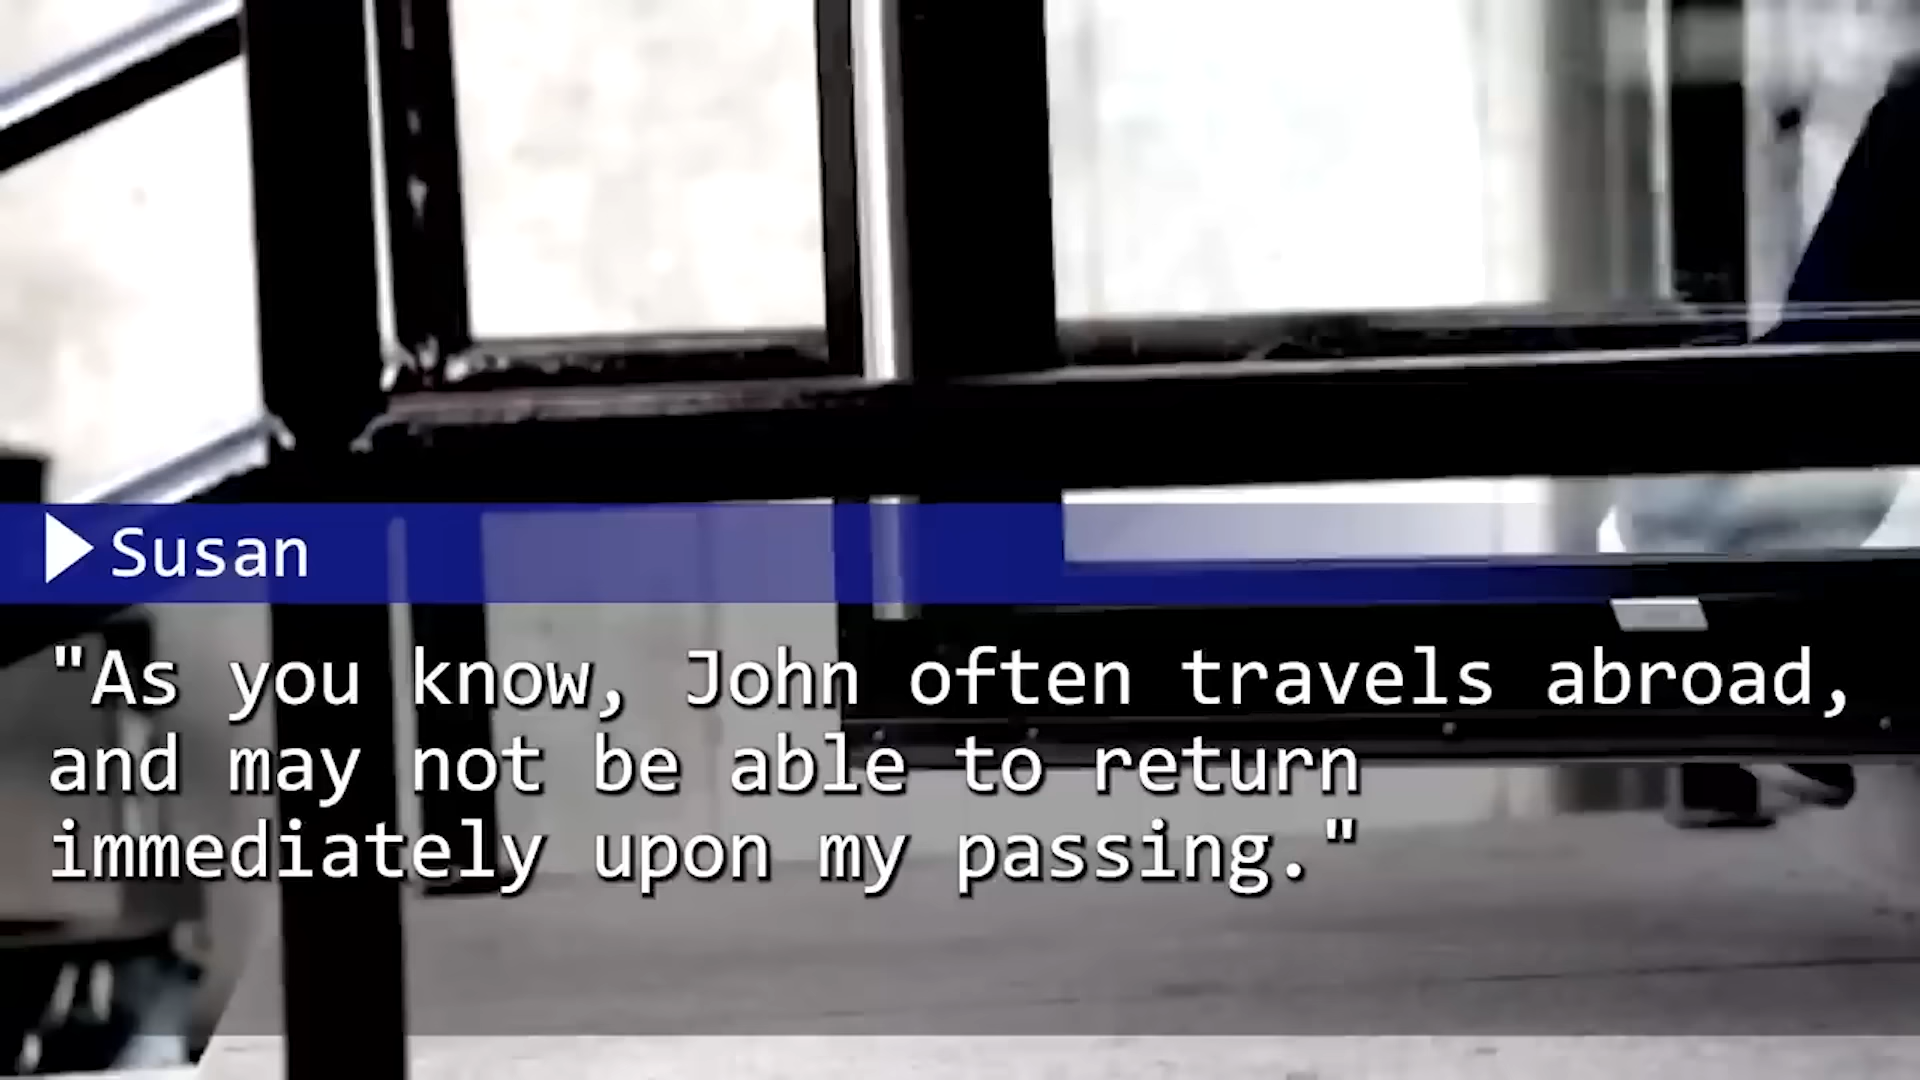 Susan
"As you know, John often travels abroad,
and may not be able to return
immediately upon my passing."